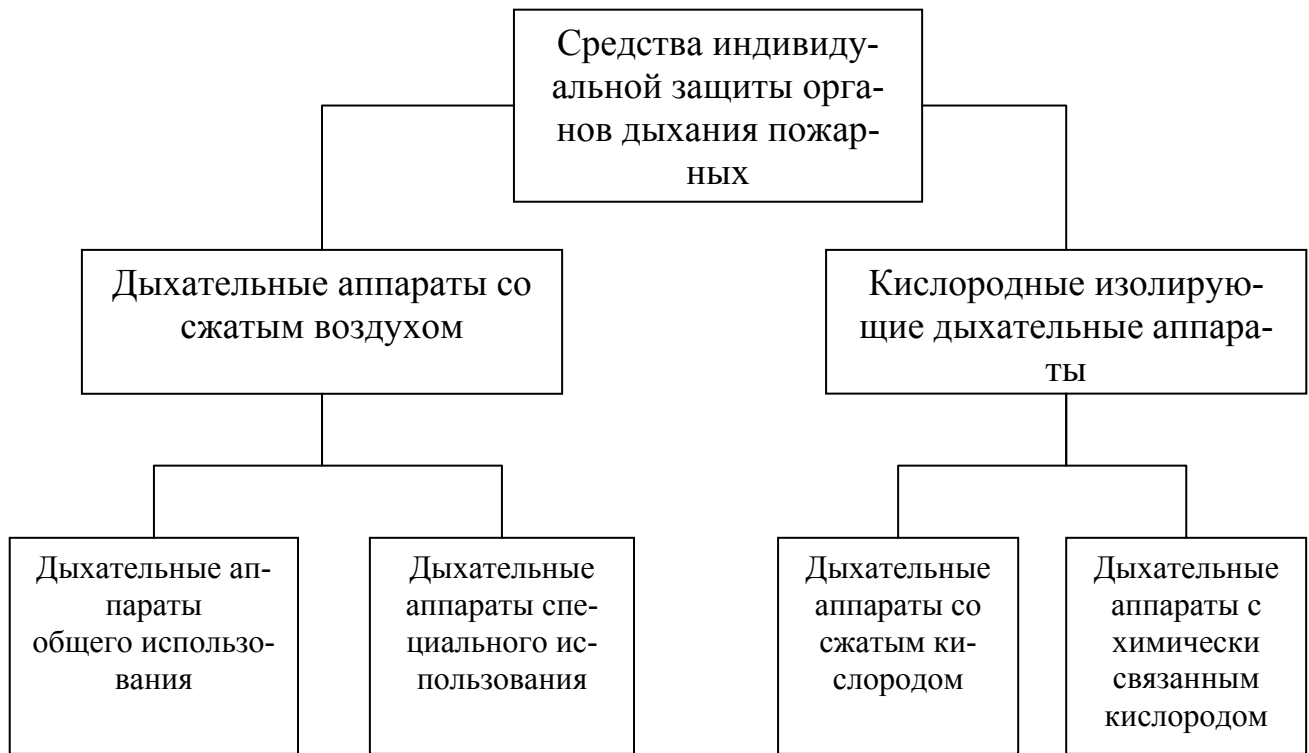 Средства индивиду-
альной защиты орга-
нов дыхания пожар-
ных
Дыхательные аппараты со
сжатым воздухом
Кислородные изолирую-
щие дыхательные аппара-
ты
Дыхательные ап-
параты
общего использо-
вания
Дыхательные
аппараты спе-
циального ис-
пользования
Дыхательные
аппараты со
сжатым ки-
слородом
Дыхательные
аппараты с
химически
связанным
кислородом